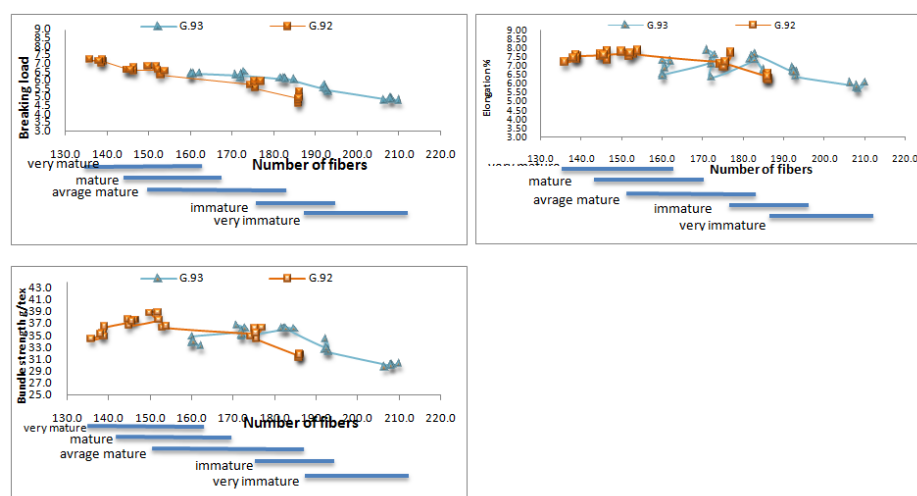 G.93 G.92
Breaking load
9.0
8.5
8.0
7.5
7.0
6.5
6.0
5.5
5.0
4.5
4.0
3.5
3.0
130.0 140.0 150.0 160.0 170.0 180.0 190.0 200.0 210.0 220.0
Number of fibers
very mature
mature
avrage mature
immature
very immature
G.93 G.92
Elongation %
9.00
8.50
8.00
7.50
7.00
6.50
6.00
5.50
5.00
4.50
4.00
3.50
3.00
130.0 140.0 150.0 160.0 170.0 180.0 190.0 200.0 210.0 220.0
Number of fibers
very mature
mature
avrage mature
immature
very immature
G.93 G.92
Bundle strength g/tex
43.0
41.0
39.0
37.0
35.0
33.0
31.0
29.0
27.0
25.0
130.0 140.0 150.0 160.0 170.0 180.0 190.0 200.0 210.0 220.0
Number of fibers
very mature
mature
avrage mature
immature
very immature